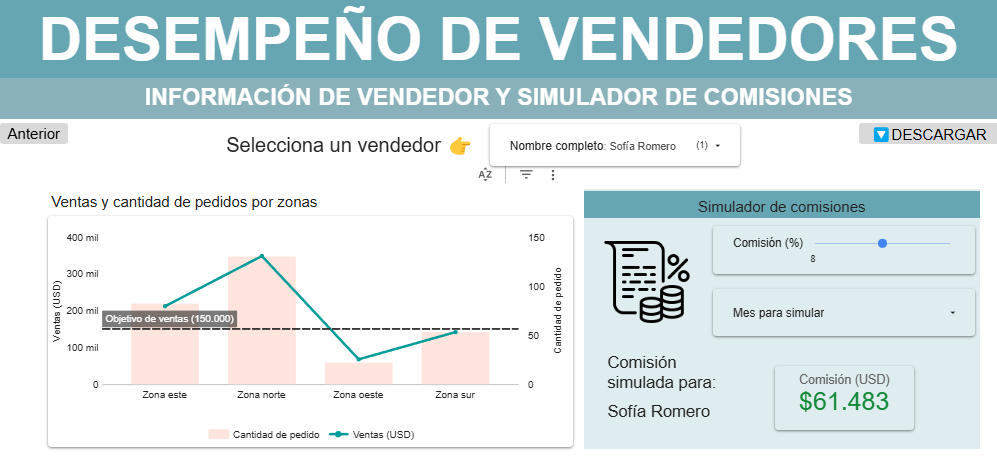 DESEMPEÑO DE VENDEDORES
INFORMACIÓN DE VENDEDOR Y SIMULADOR DE COMISIONES
Anterior
Selecciona un vendedor 👉
Nombre completo: Sofía Romero (1)
🔽 DESCARGAR
AZ
Ventas y cantidad de pedidos por zonas
400 mil
300 mil
200 mil
100 mil
0
Ventas (USD)
150
100
50
0
Cantidad de pedido
Objetivo de ventas (150.000)
Zona este
Zona norte
Zona oeste
Zona sur
Cantidad de pedido
Ventas (USD)
Simulador de comisiones
%
Comisión (%)
8
Mes para simular
Comisión
simulada para:
Sofía Romero
Comisión (USD)
$61.483